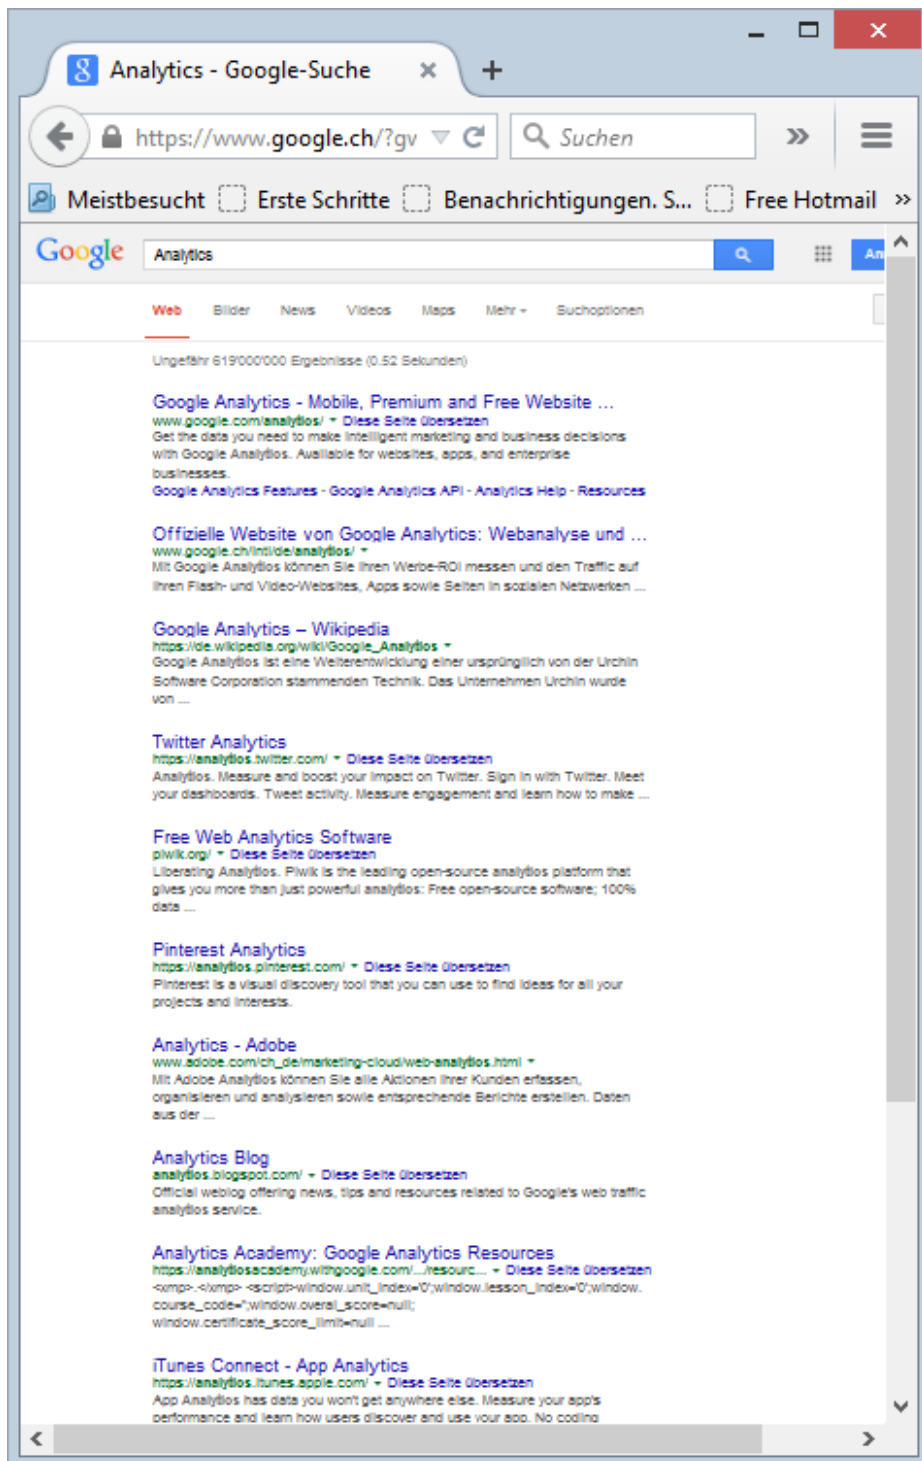 Analytics - Google-Suche
https://www.google.ch/?gv
Suchen
Meistbesucht Erste Schritte Benachrichtigungen. S... Free Hotmail
Google Analytics An
Web Bilder News Videos Maps Mehr Suchoptionen
Ungefähr 619'000'000 Ergebnisse (0.52 Sekunden)
Google Analytics - Mobile, Premium and Free Website ...
www.google.com/analytics/ Diese Seite übersetzen
Get the data you need to make intelligent marketing and business decisions
with Google Analytics. Available for websites, apps, and enterprise
businesses.
Google Analytics Features - Google Analytics API - Analytics Help - Resources
Offizielle Website von Google Analytics: Webanalyse und ...
www.google.ch/intl/de/analytics/
Mit Google Analytics können Sie Ihren Werbe-ROI messen und den Traffic auf
Ihren Flash- und Video-Websites, Apps sowie Seiten in sozialen Netzwerken ...
Google Analytics – Wikipedia
https://de.wikipedia.org/wiki/Google_Analytics
Google Analytics ist eine Weiterentwicklung einer ursprünglich von der Urchin
Software Corporation stammenden Technik. Das Unternehmen Urchin wurde
von ...
Twitter Analytics
https://analytics.twitter.com/ Diese Seite übersetzen
Analytics. Measure and boost your impact on Twitter. Sign in with Twitter. Meet
your dashboards. Tweet activity. Measure engagement and learn how to make ...
Free Web Analytics Software
piwik.org/ Diese Seite übersetzen
Liberating Analytics. Piwik is the leading open-source analytics platform that
gives you more than just powerful analytics: Free open-source software; 100%
data ...
Pinterest Analytics
https://analytics.pinterest.com/ Diese Seite übersetzen
Pinterest is a visual discovery tool that you can use to find ideas for all your
projects and interests.
Analytics - Adobe
www.adobe.com/ch_de/marketing-cloud/web-analytics.html
Mit Adobe Analytics können Sie alle Aktionen Ihrer Kunden erfassen,
organisieren und analysieren sowie entsprechende Berichte erstellen. Daten
aus der ...
Analytics Blog
analytics.blogspot.com/ Diese Seite übersetzen
Official weblog offering news, tips and resources related to Google's web traffic
analytics service.
Analytics Academy: Google Analytics Resources
https://analyticsacademy.withgoogle.com/.../resourc... Diese Seite übersetzen
<xmp>.</xmp> <script>window.unit_index='0';window.lesson_index='0';window.
course_code='';window.overal_score=null;
window.certificate_score_limit=null ...
iTunes Connect - App Analytics
https://analytics.itunes.apple.com/ Diese Seite übersetzen
App Analytics has data you won't get anywhere else. Measure your app's
performance and learn how users discover and use your app. No coding